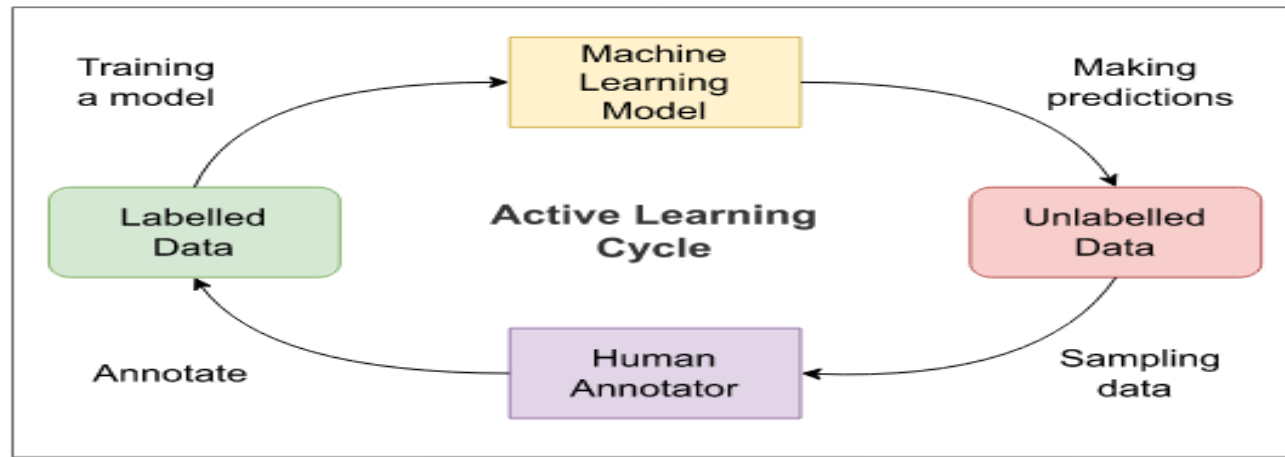 Training
a model
Machine
Learning
Model
Making
predictions
Labelled
Data
Active Learning
Cycle
Unlabelled
Data
Annotate
Human
Annotator
Sampling
data